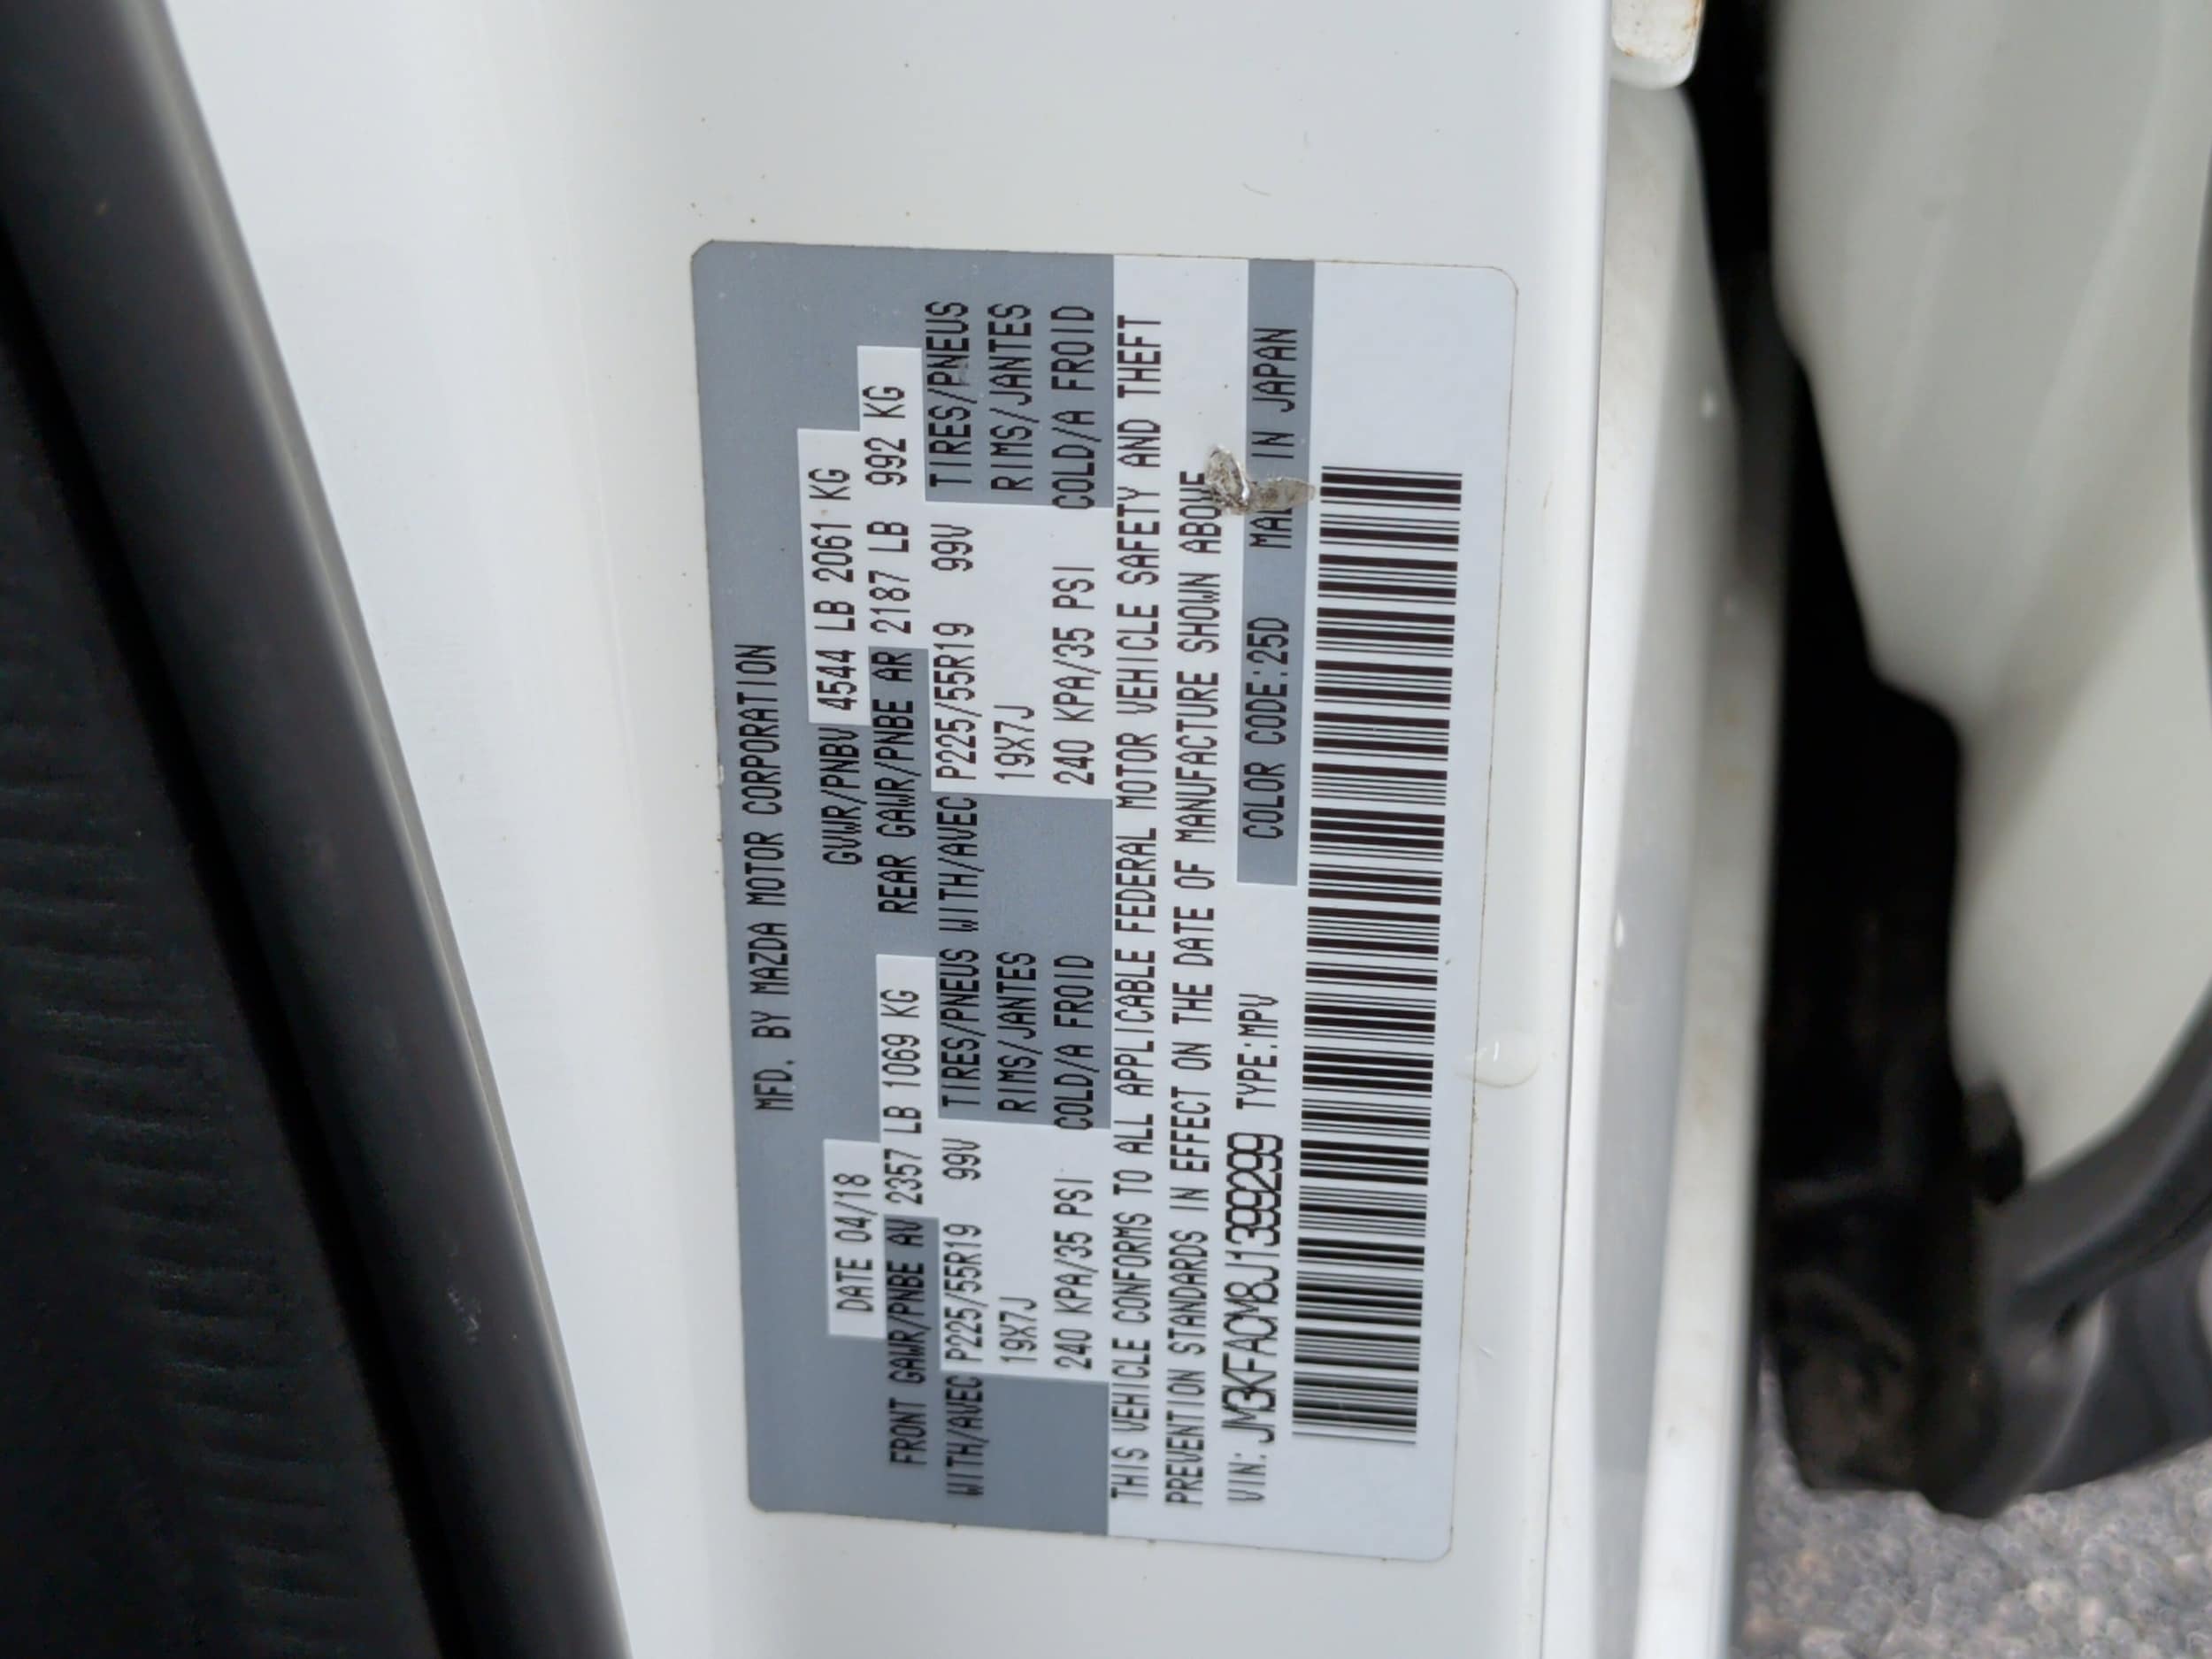 MFD. BY MAZDA MOTOR CORPORATION
DATE 04/18 GVWR/PNBV 4544 LB 2061 KG
FRONT GAWR/PNBE AV 2357 LB 1069 KG REAR GAWR/PNBE AR 2187 LB 992 KG
WITH/AVEC P225/55R19 99V TIRES/PNEUS WITH/AVEC P225/55R19 99V TIRES/PNEUS
19X7J RIMS/JANTES 19X7J RIMS/JANTES
240 KPA/35 PSI COLD/A FROID 240 KPA/35 PSI COLD/A FROID
THIS VEHICLE CONFORMS TO ALL APPLICABLE FEDERAL MOTOR VEHICLE SAFETY AND THEFT
PREVENTION STANDARDS IN EFFECT ON THE DATE OF MANUFACTURE SHOWN ABOVE
VIN: JM3KFACM8J1399299 TYPE:MPV COLOR CODE:25D IN JAPAN